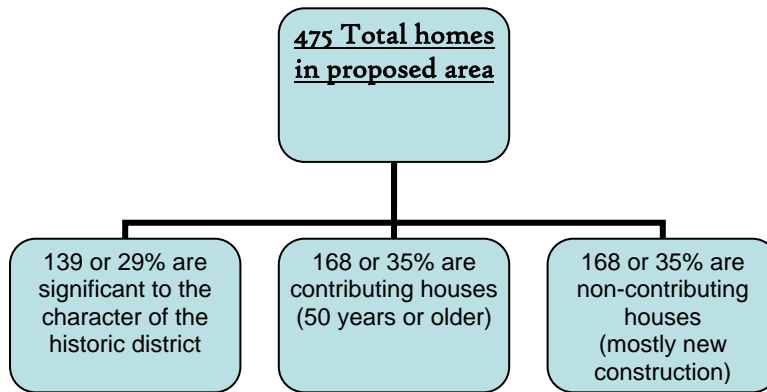 475 Total homes
in proposed area
139 or 29% are
significant to the
character of the
historic district
168 or 35% are
contributing houses
(50 years or older)
168 or 35% are
non-contributing
houses
(mostly new
construction)